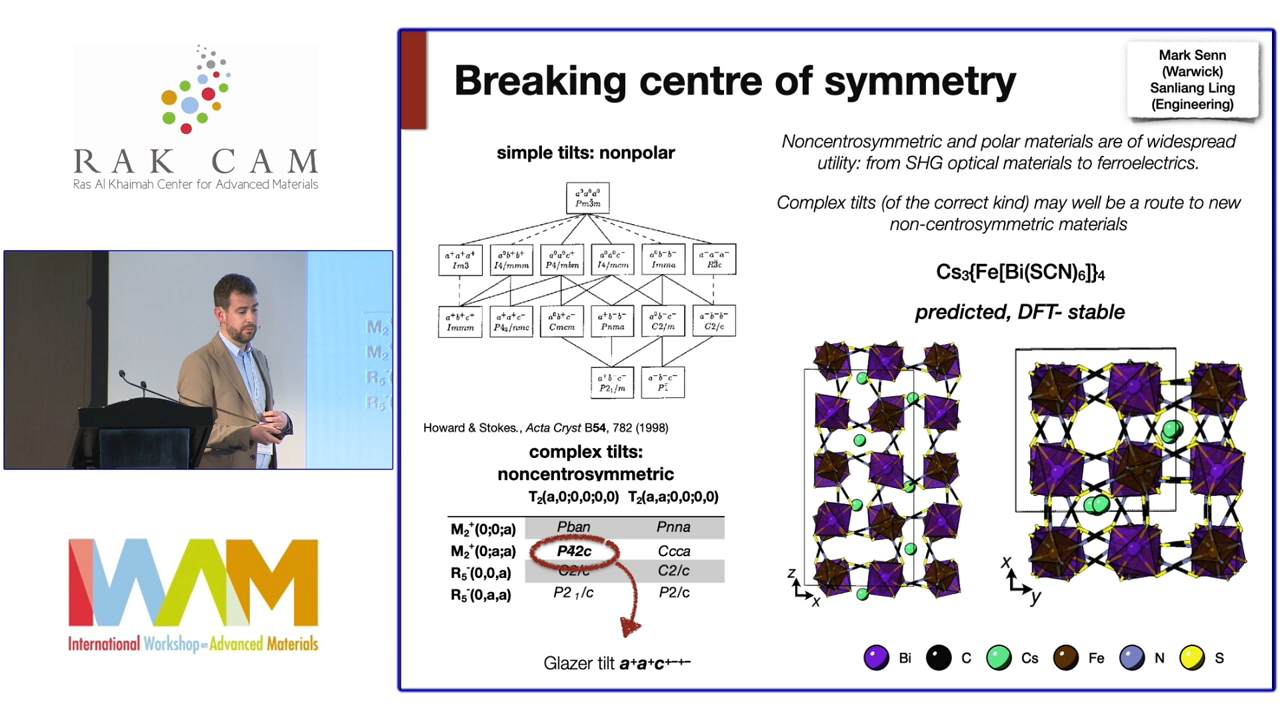 RAK CAM
Ras Al Khaimah Center for Advanced Materials
M₂
M₂
R₅
R₅
IWAM
International Workshop on Advanced Materials
Breaking centre of symmetry
Mark Senn
(Warwick)
Sanliang Ling
(Engineering)
simple tilts: nonpolar
a⁰a⁰a⁰
Pm3̄m
a⁺a⁺a⁺ a⁰b⁺b⁺ a⁰a⁰c⁺ a⁰a⁰c⁻ a⁰b⁻b⁻ a⁻a⁻a⁻
Im3̄ I4/mmm P4/mbm I4/mcm Imma R3̄c
a⁺b⁺c⁺ a⁺a⁺c⁻ a⁰b⁺c⁻ a⁺b⁻b⁻ a⁰b⁻c⁻ a⁻b⁻b⁻
Immm P4₂/nmc Cmcm Pnma C2/m C2/c
a⁺b⁻c⁻ a⁻b⁻c⁻
P2₁/m P1̄
Howard & Stokes., Acta Cryst B54, 782 (1998)
complex tilts:
noncentrosymmetric
T₂(a,0;0,0;0,0) T₂(a,a;0,0;0,0)
M₂⁺(0;0;a) Pban Pnna
M₂⁺(0;a;a) P42c Ccca
R₅⁻(0,0,a) C2/c C2/c
R₅⁻(0,a,a) P2₁/c P2/c
Glazer tilt a⁺a⁺c⁺⁻⁺⁻
Noncentrosymmetric and polar materials are of widespread
utility: from SHG optical materials to ferroelectrics.
Complex tilts (of the correct kind) may well be a route to new
non-centrosymmetric materials
Cs₃{Fe[Bi(SCN)₆]}₄
predicted, DFT- stable
z
x
x
y
Bi C Cs Fe N S